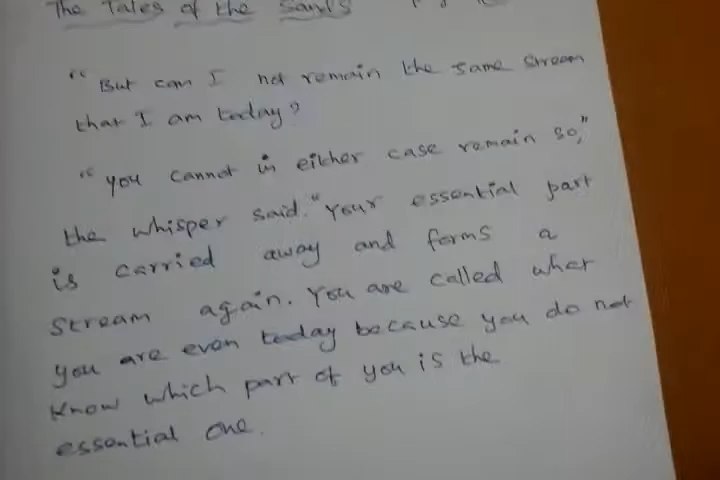 The Tales of the Sands
“But can I not remain the same stream
that I am today?
“you cannot in either case remain so,”
the whisper said. “Your essential part
is carried away and forms a
stream again. You are called what
you are even today because you do not
know which part of you is the
essential one.